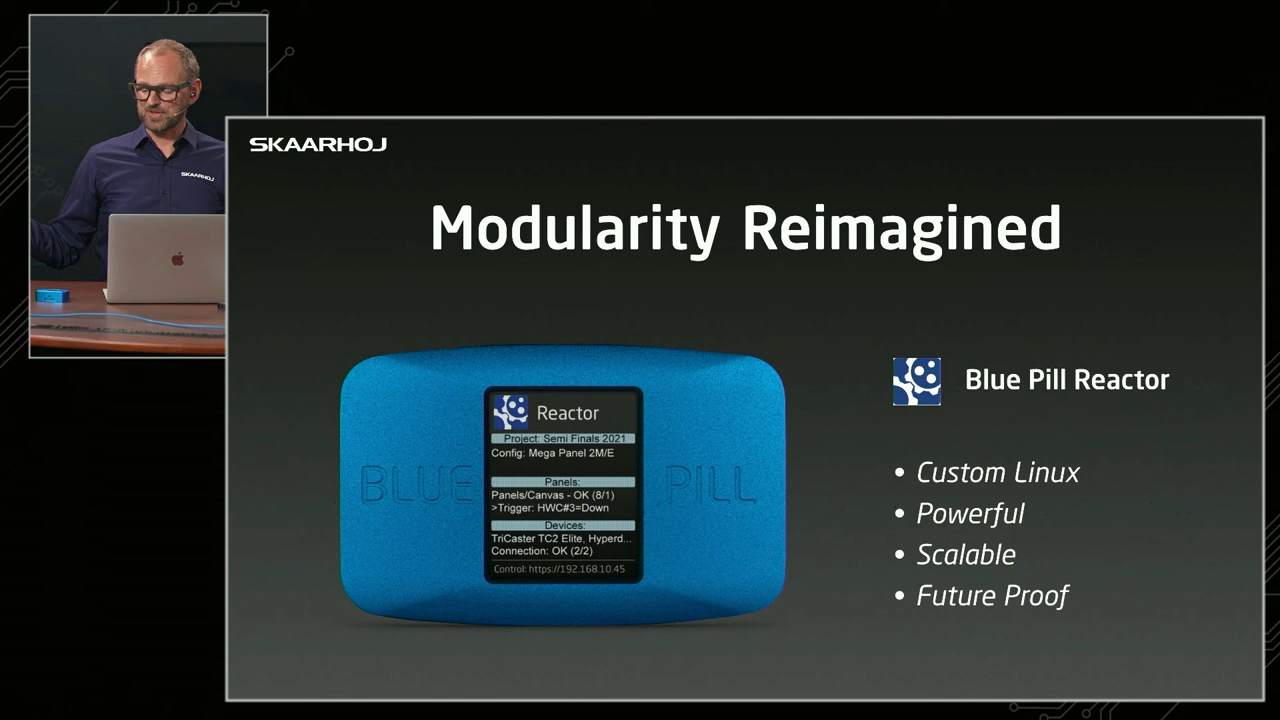 SKAARHOJ
SKAARHOJ
Modularity Reimagined
BLUE PILL
Reactor
Project: Semi Finals 2021
Config: Mega Panel 2M/E
Panels:
Panels/Canvas - OK (8/1)
>Trigger: HWC#3=Down
Devices:
TriCaster TC2 Elite, Hyperd...
Connection: OK (2/2)
Control: https://192.168.10.45
Blue Pill Reactor
• Custom Linux
• Powerful
• Scalable
• Future Proof